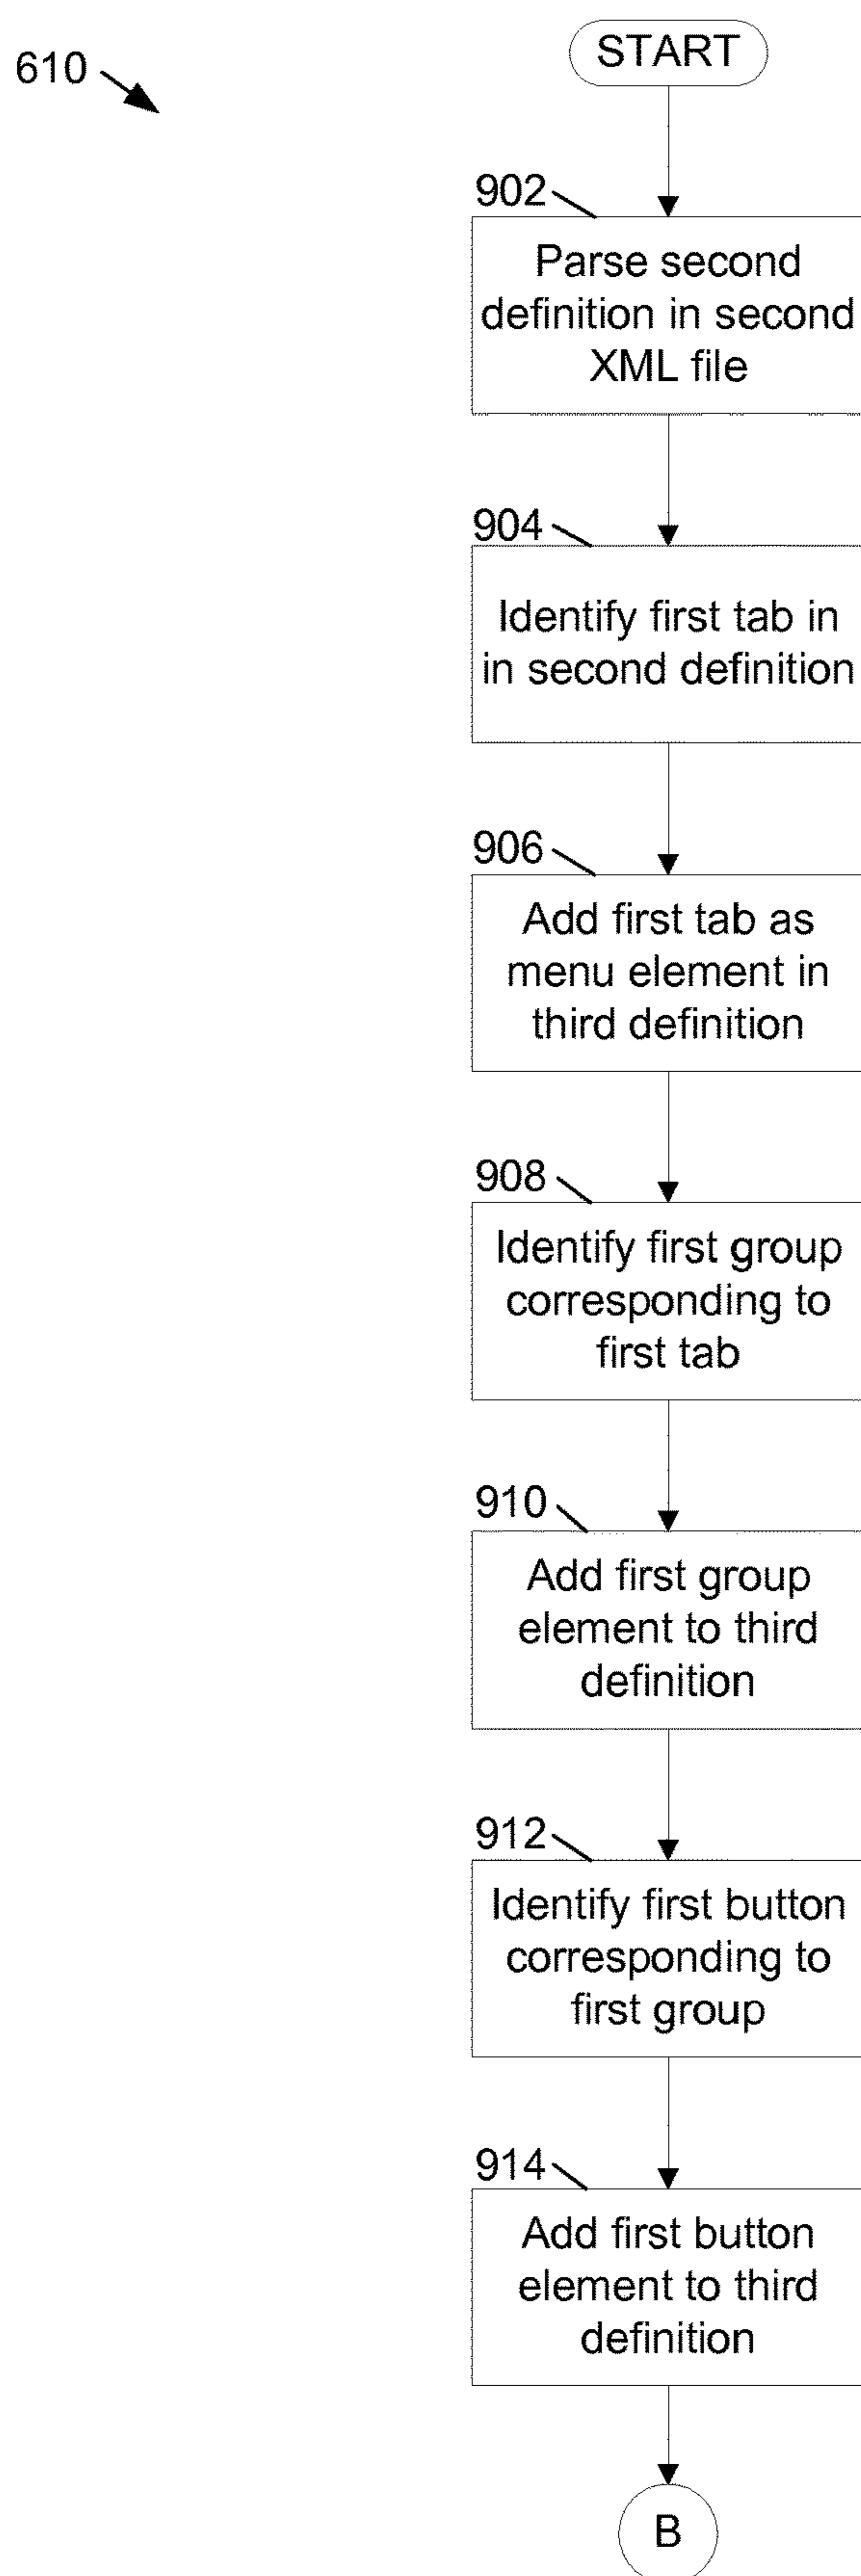 610
START
902
Parse second
definition in second
XML file
904
Identify first tab in
in second definition
906
Add first tab as
menu element in
third definition
908
Identify first group
corresponding to
first tab
910
Add first group
element to third
definition
912
Identify first button
corresponding to
first group
914
Add first button
element to third
definition
B